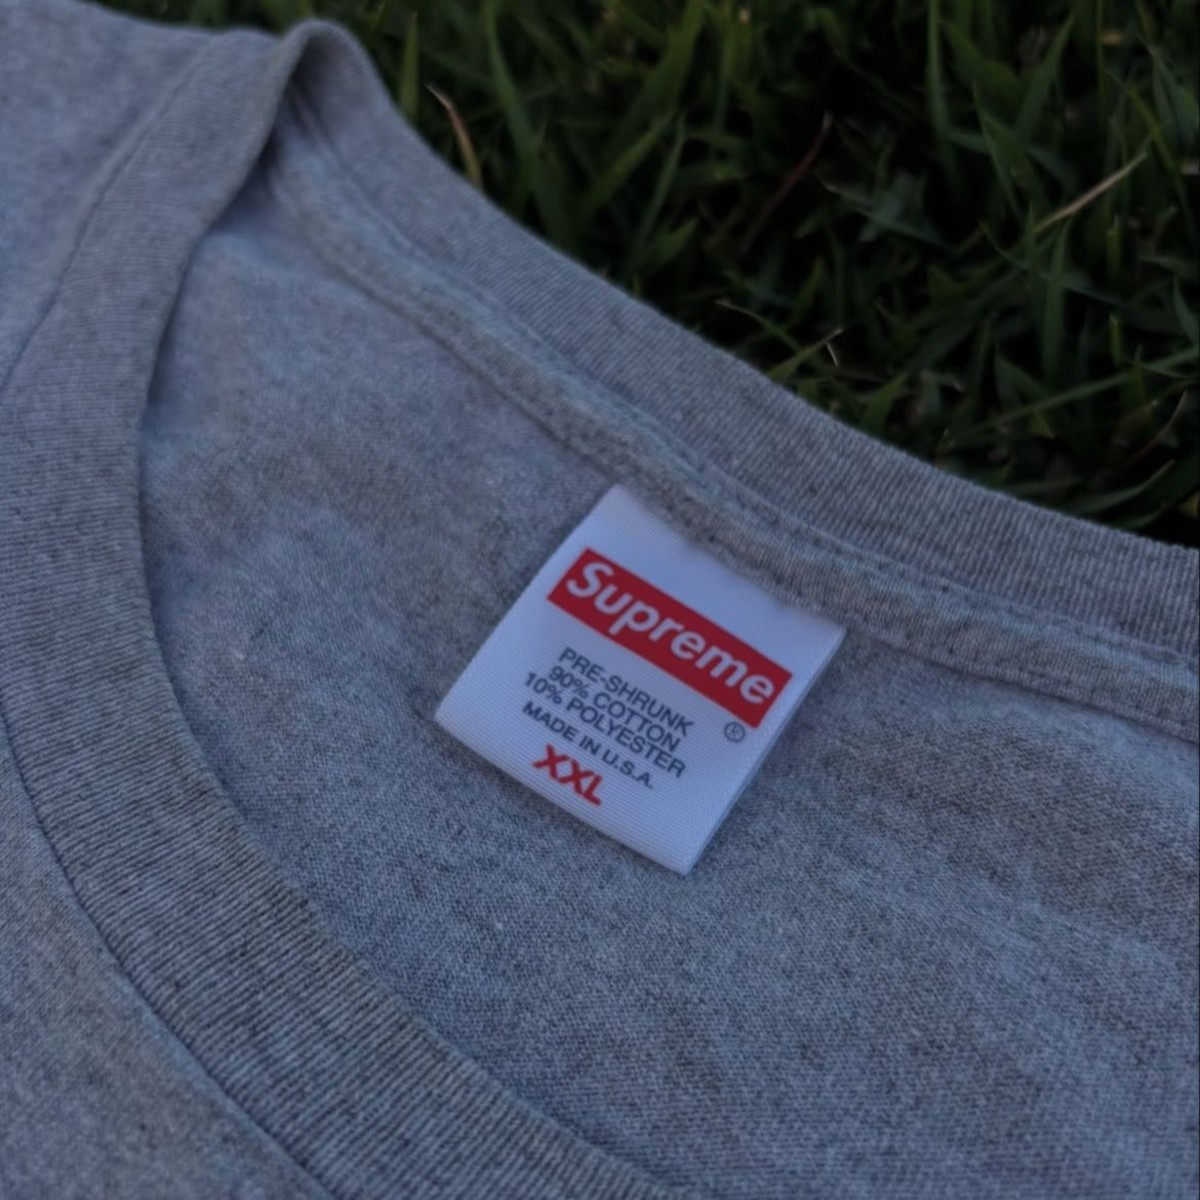 Supreme
®
PRE-SHRUNK
90% COTTON
10% POLYESTER
MADE IN U.S.A.
XXL